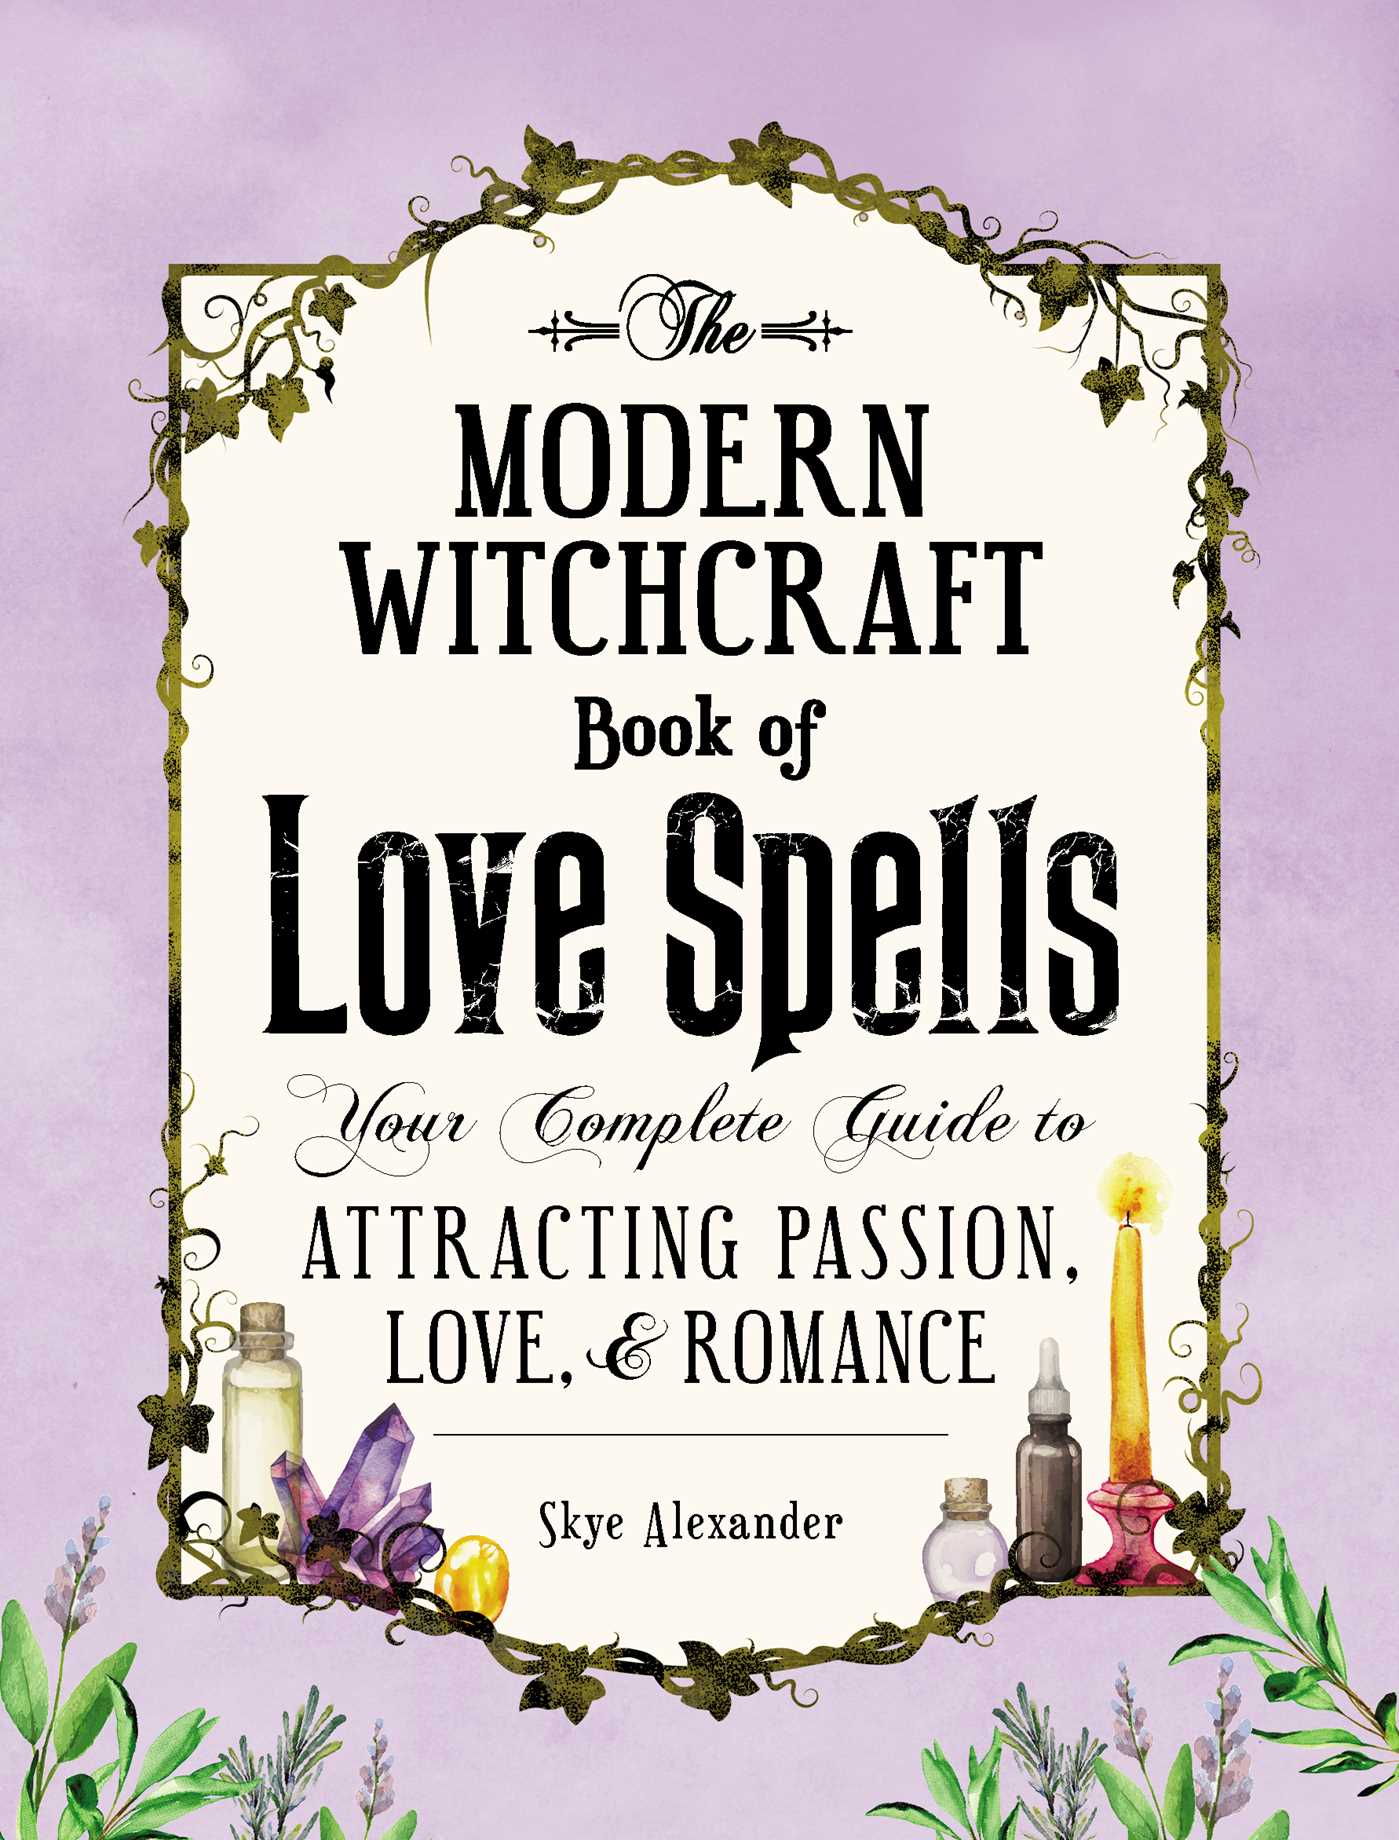 The
MODERN
WITCHCRAFT
Book of
Love Spells
Your Complete Guide to
ATTRACTING PASSION,
LOVE, & ROMANCE
Skye Alexander